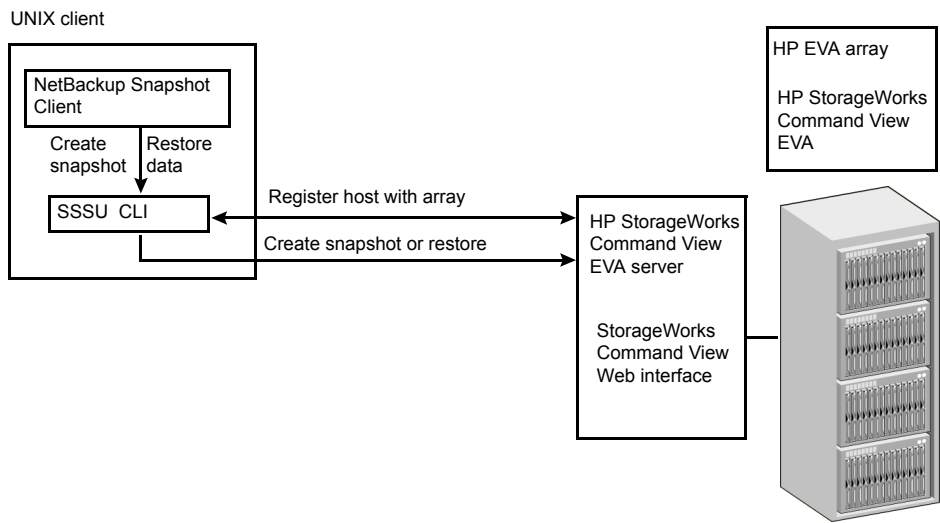 UNIX client
NetBackup Snapshot
Client
Create
snapshot
Restore
data
SSSU CLI
Register host with array
Create snapshot or restore
HP StorageWorks
Command View
EVA server
StorageWorks
Command View
Web interface
HP EVA array
HP StorageWorks
Command View
EVA